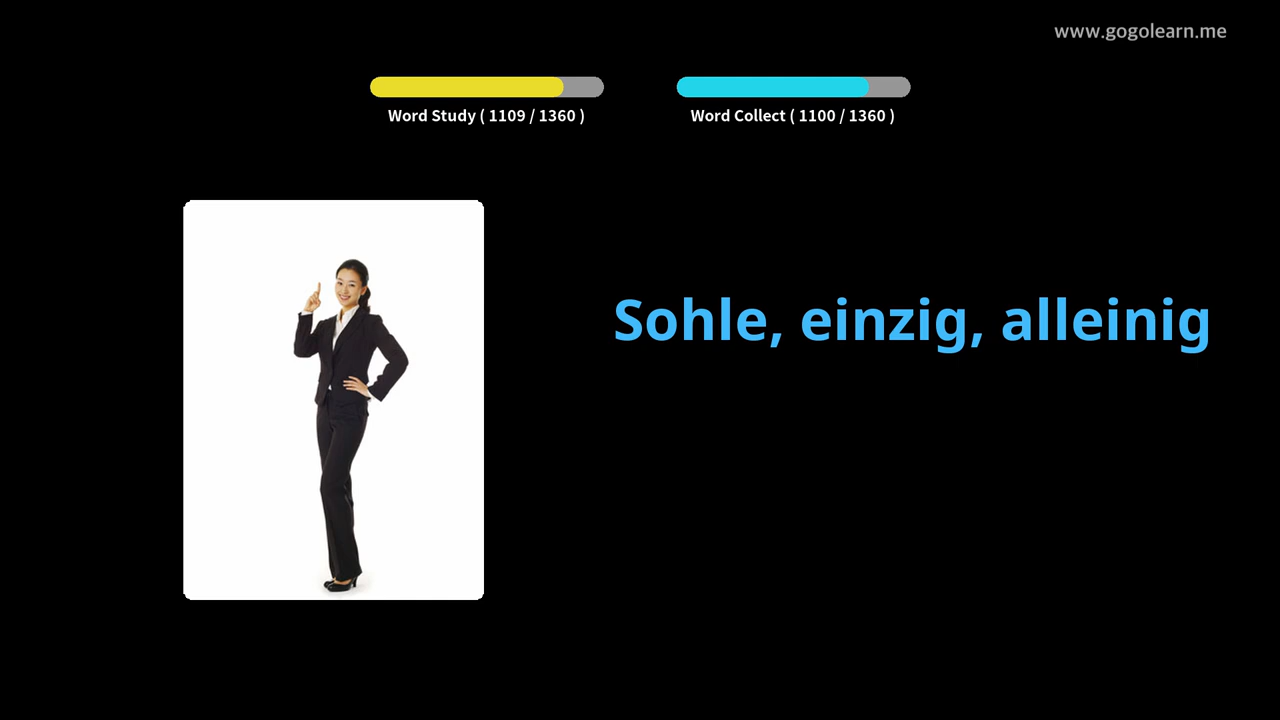 www.gogolearn.me
Word Study ( 1109 / 1360 )
Word Collect ( 1100 / 1360 )
Sohle, einzig, alleinig